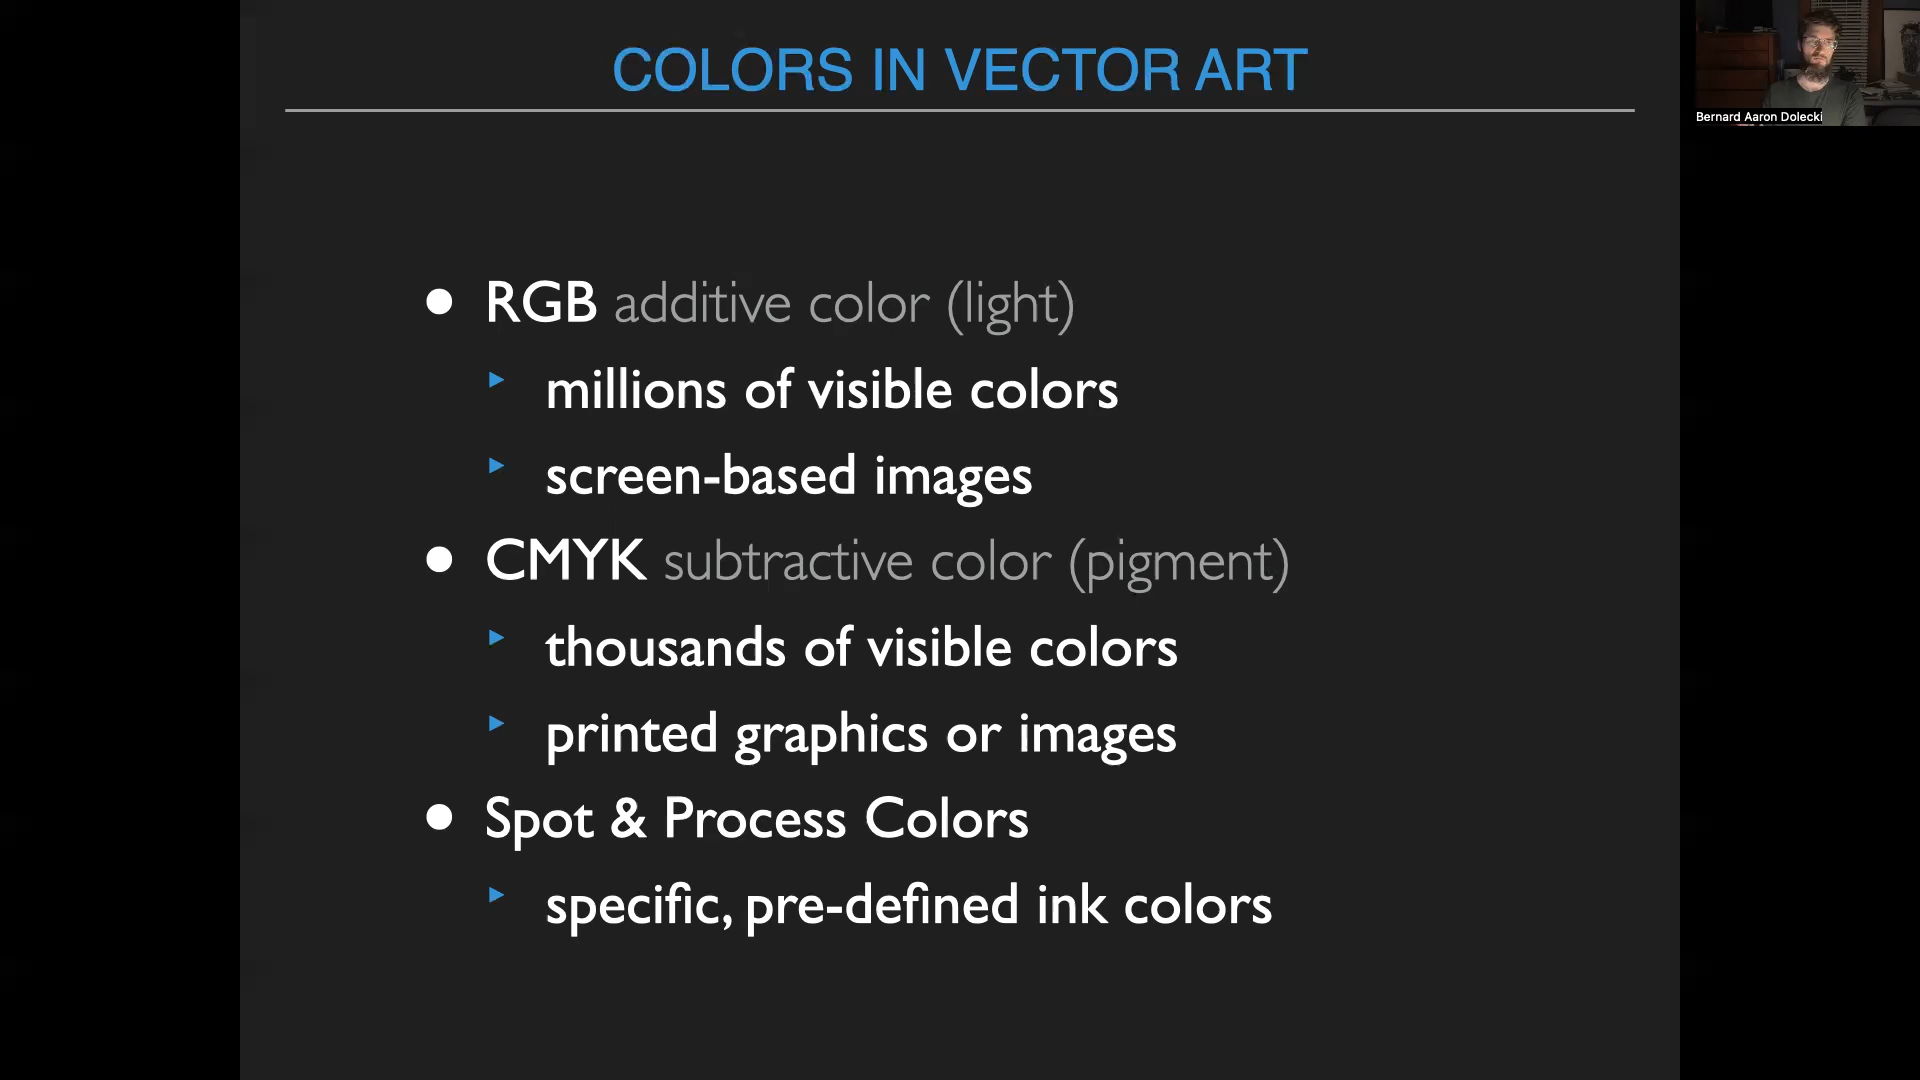 COLORS IN VECTOR ART
Bernard Aaron Dolecki
● RGB additive color (light)
▸ millions of visible colors
▸ screen-based images
● CMYK subtractive color (pigment)
▸ thousands of visible colors
▸ printed graphics or images
● Spot & Process Colors
▸ specific, pre-defined ink colors